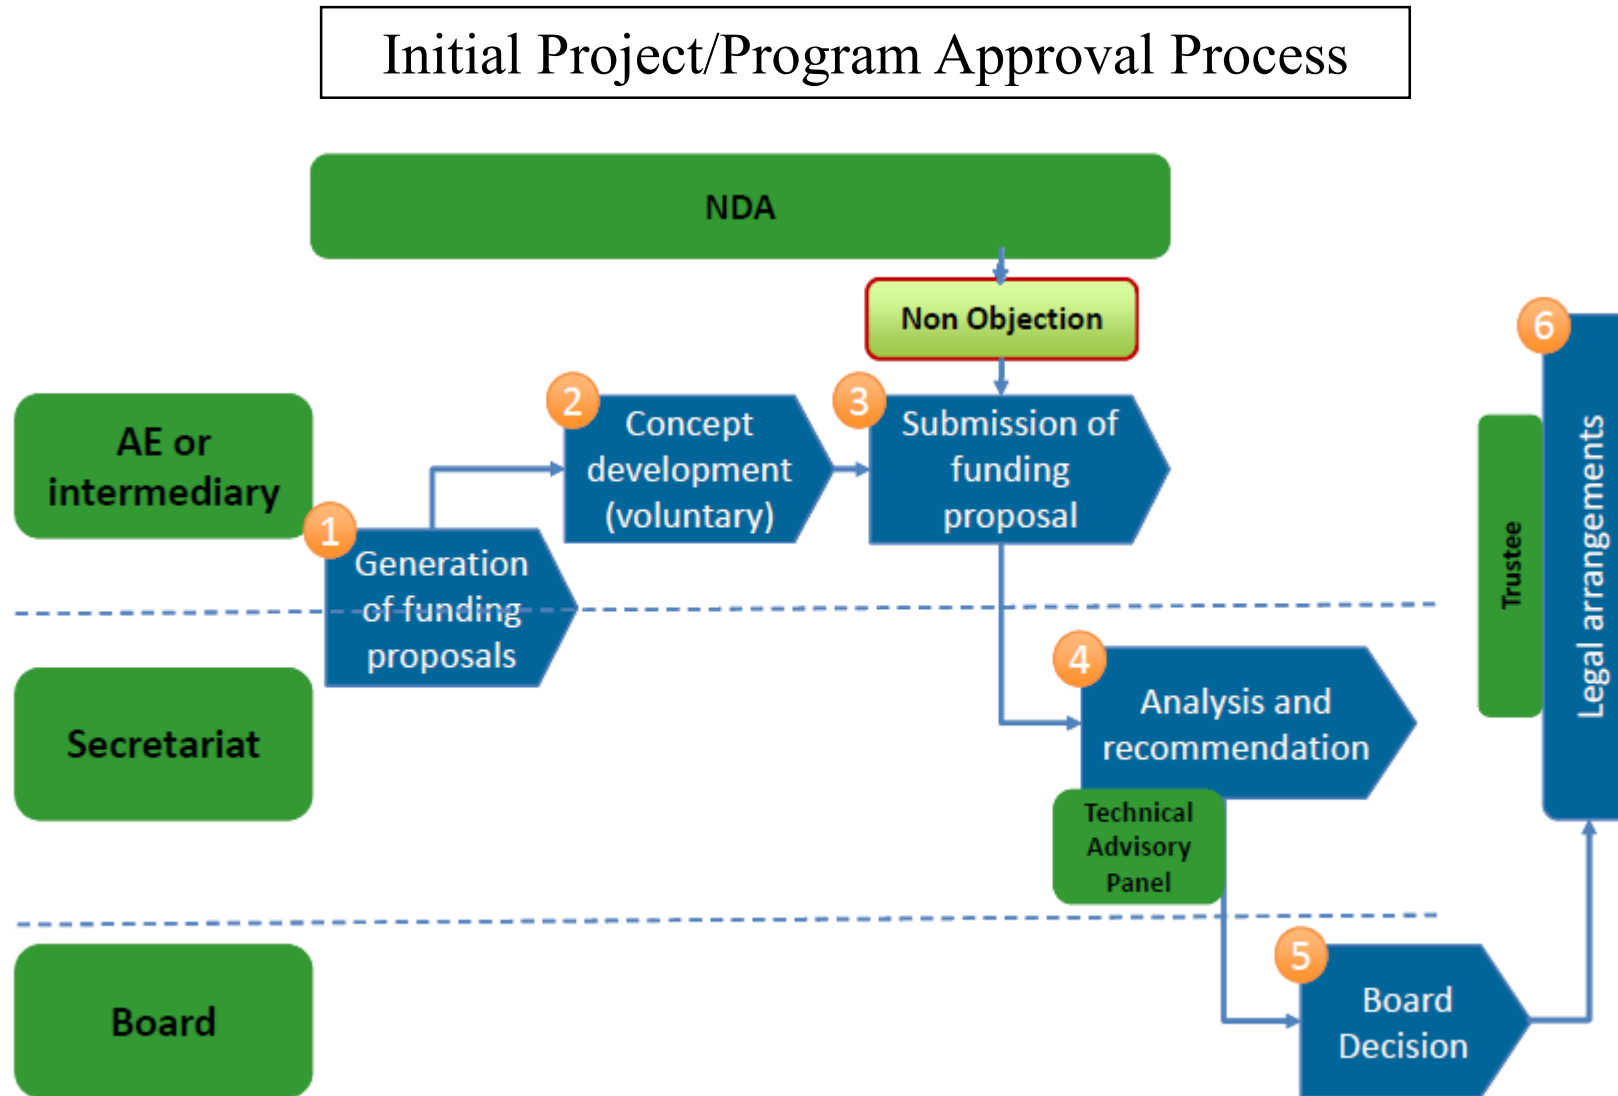 Initial Project/Program Approval Process
NDA
Non Objection
AE or
intermediary
1
Generation
of funding
proposals
2
Concept
development
(voluntary)
3
Submission of
funding
proposal
Secretariat
4
Analysis and
recommendation
Technical
Advisory
Panel
Board
5
Board
Decision
6
Trustee
Legal arrangements